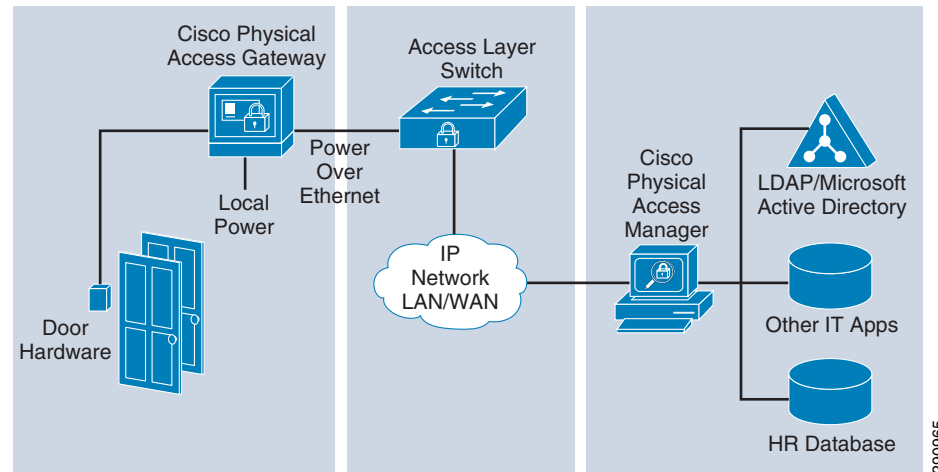 Cisco Physical
Access Gateway
Access Layer
Switch
Power
Over
Ethernet
Local
Power
Cisco
Physical
Access
Manager
LDAP/Microsoft
Active Directory
IP
Network
LAN/WAN
Door
Hardware
Other IT Apps
HR Database